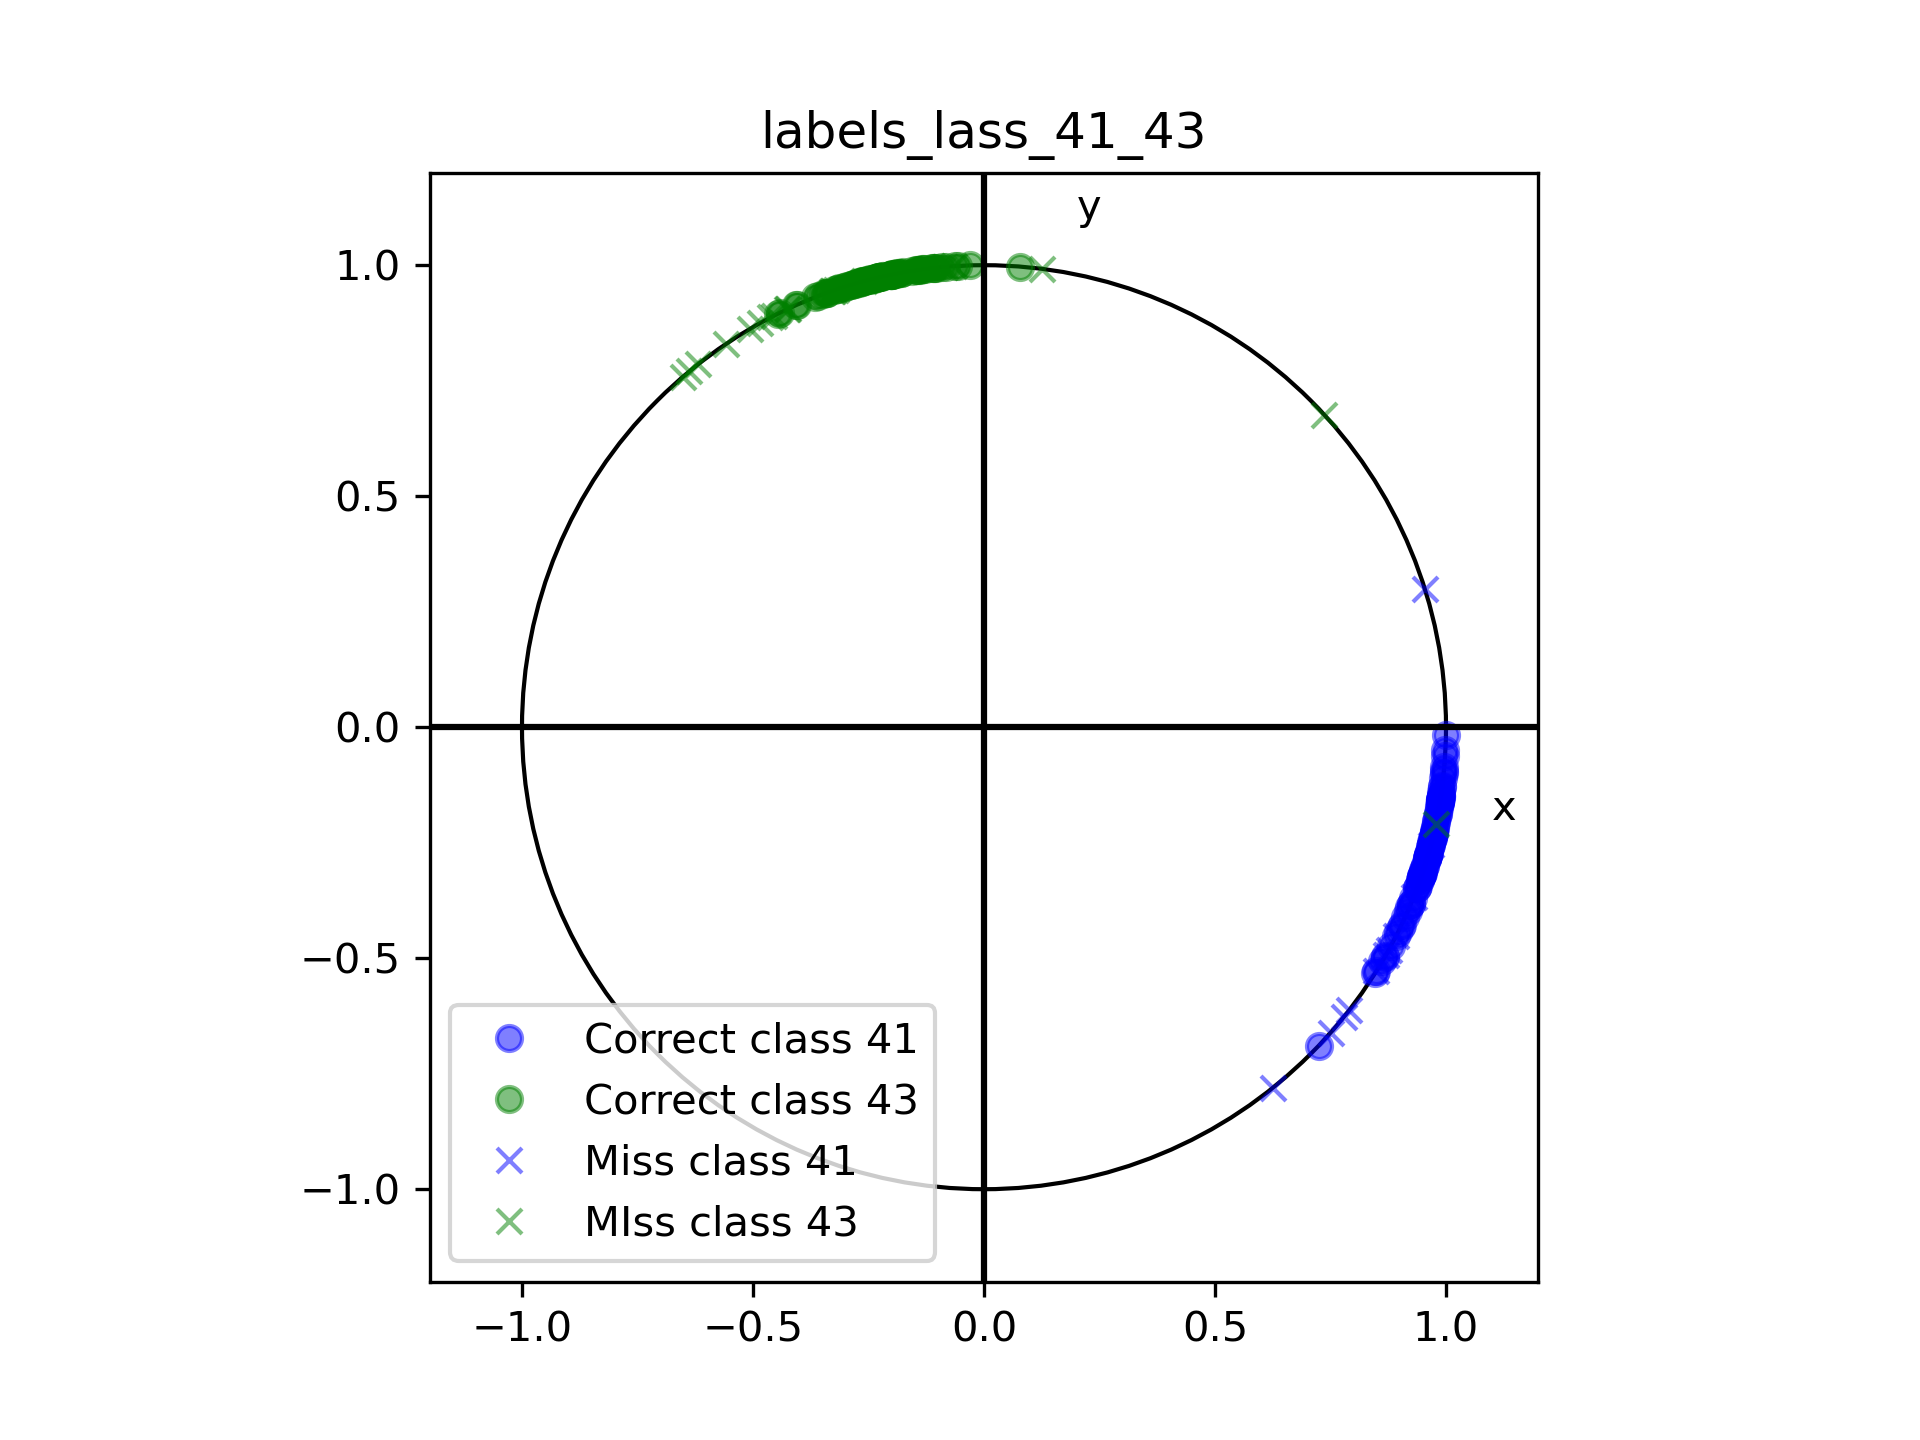 labels_lass_41_43
y
1.0
0.5
0.0
−0.5
−1.0
x
Correct class 41
Correct class 43
Miss class 41
MIss class 43
−1.0 −0.5 0.0 0.5 1.0